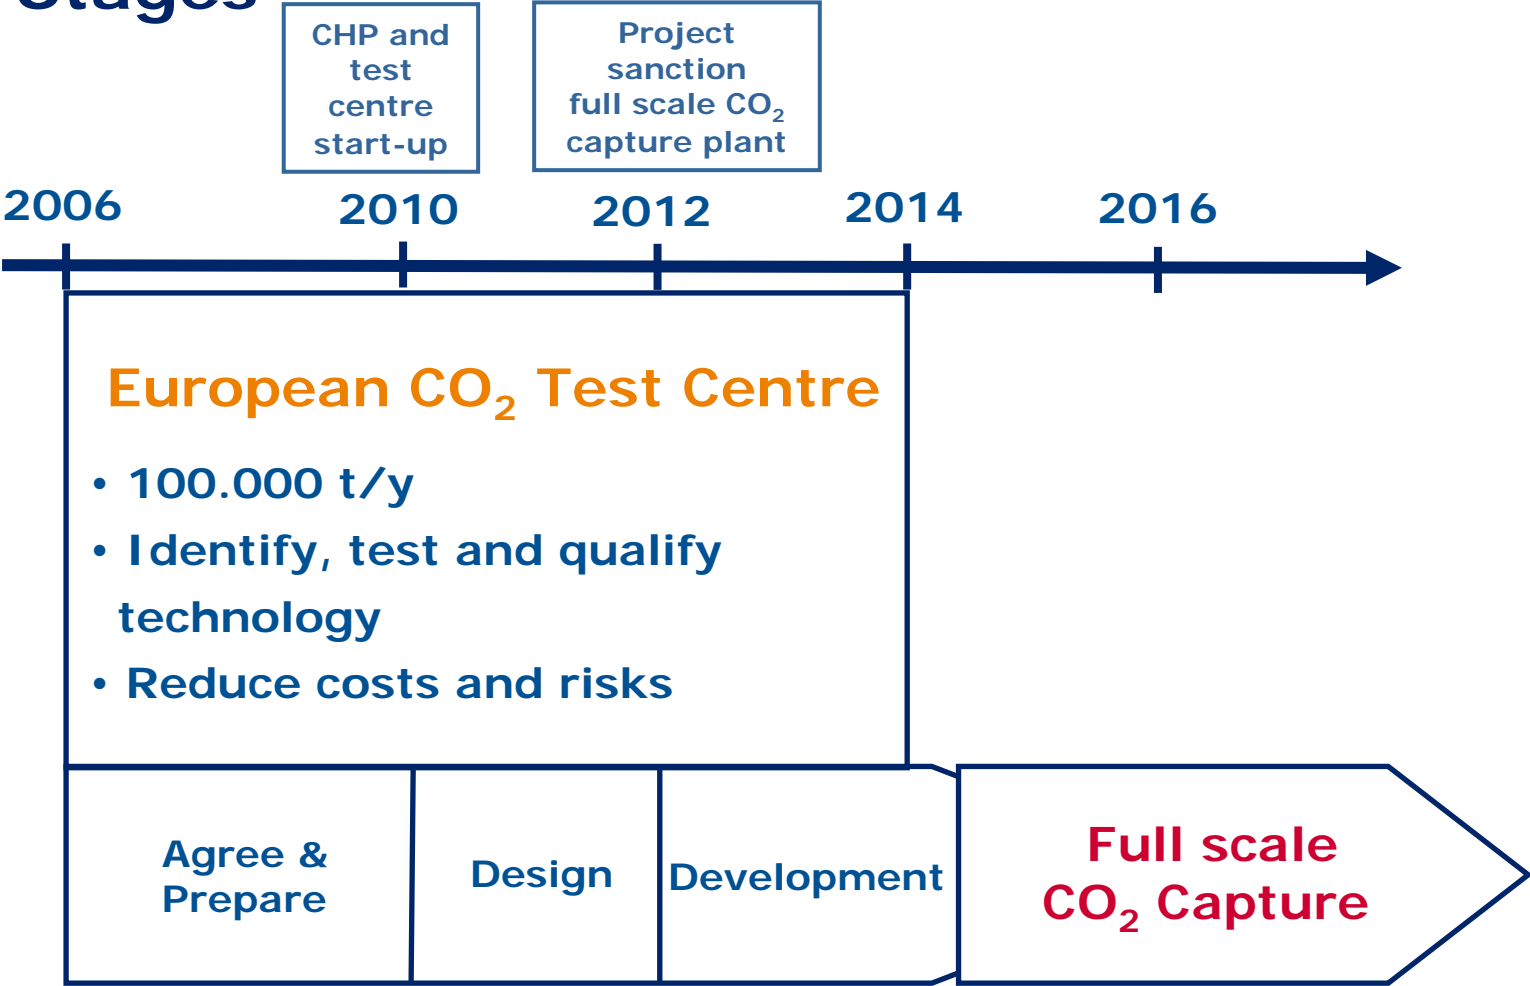 Stages
CHP and
test
centre
start-up
Project
sanction
full scale CO₂
capture plant
2006
2010
2012
2014
2016
European CO₂ Test Centre
• 100.000 t/y
• Identify, test and qualify
technology
• Reduce costs and risks
Agree &
Prepare
Design
Development
Full scale
CO₂ Capture